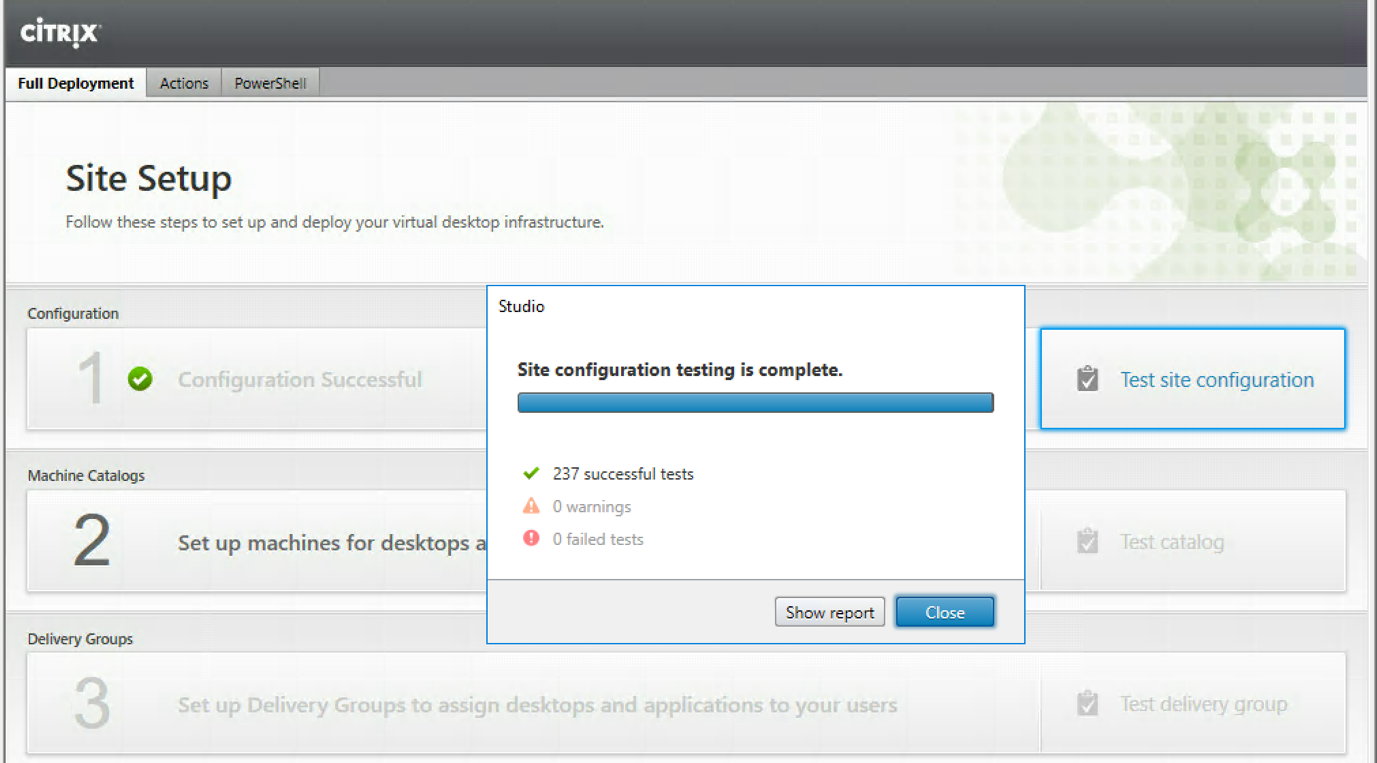 CİTRIX
Full Deployment
Actions
PowerShell
Site Setup
Follow these steps to set up and deploy your virtual desktop infrastructure.
Configuration
1
Configuration Successful
Test site configuration
Studio
Site configuration testing is complete.
237 successful tests
0 warnings
0 failed tests
Show report
Close
Machine Catalogs
2
Set up machines for desktops a
Test catalog
Delivery Groups
3
Set up Delivery Groups to assign desktops and applications to your users
Test delivery group